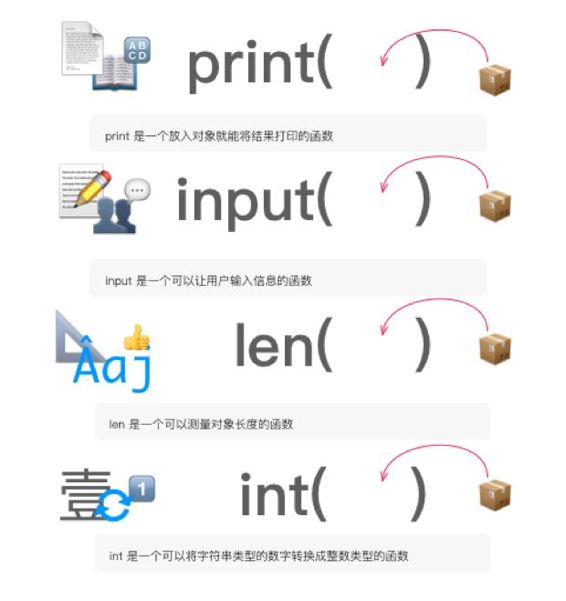 ABCD
print( )
print 是一个放入对象就能将结果打印的函数
input( )
input 是一个可以让用户输入信息的函数
Âaj
len( )
len 是一个可以测量对象长度的函数
壹
1
int( )
int 是一个可以将字符串类型的数字转换成整数类型的函数